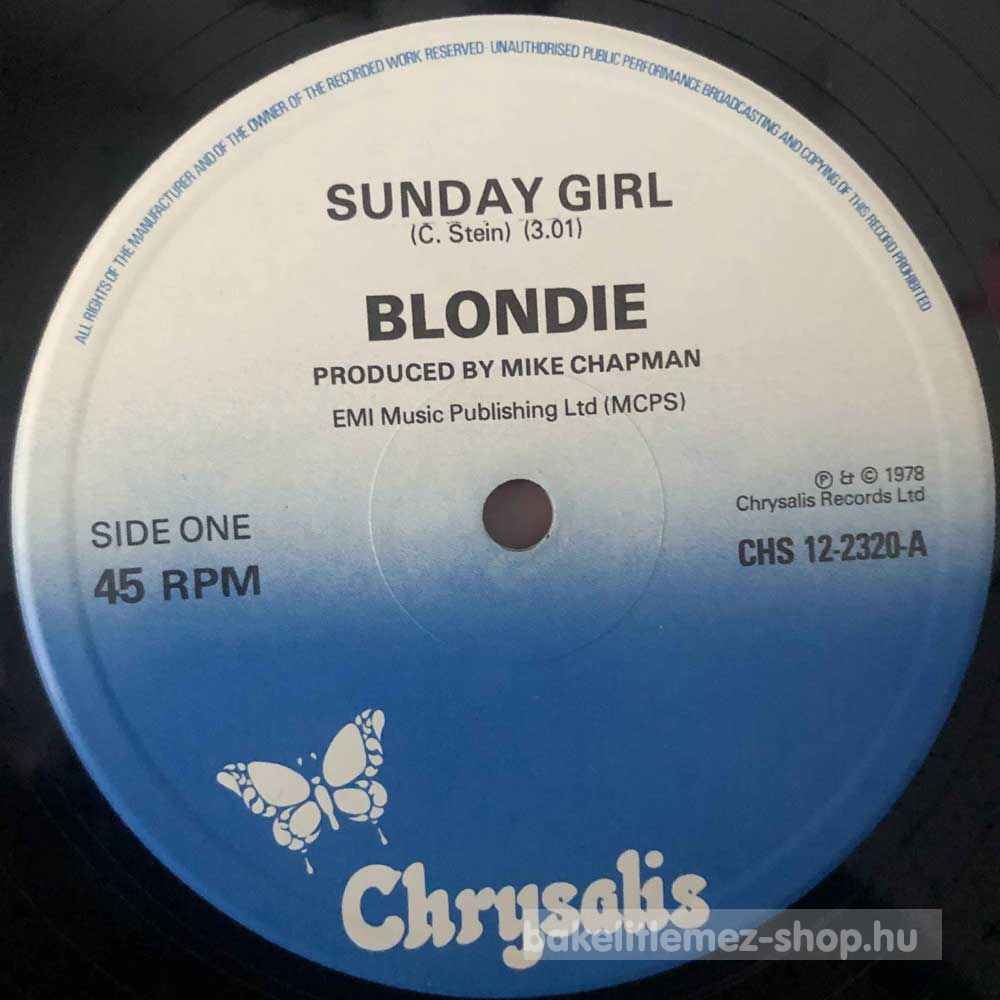 ALL RIGHTS OF THE MANUFACTURER AND OF THE OWNER OF THE RECORDED WORK RESERVED · UNAUTHORISED PUBLIC PERFORMANCE BROADCASTING AND COPYING OF THIS RECORD PROHIBITED
SUNDAY GIRL
(C. Stein) (3.01)
BLONDIE
PRODUCED BY MIKE CHAPMAN
EMI Music Publishing Ltd (MCPS)
℗ & © 1978
Chrysalis Records Ltd
SIDE ONE
CHS 12-2320-A
45 RPM
Chrysalis
bakelitlemez-shop.hu